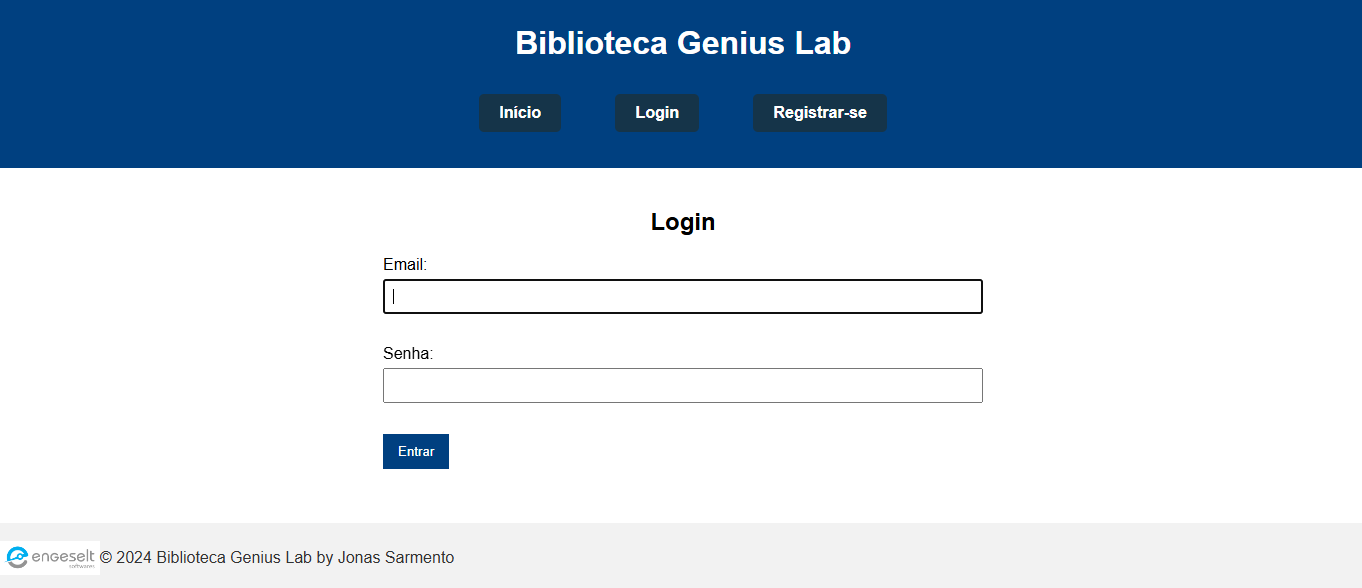 Biblioteca Genius Lab
Início Login Registrar-se
Login
Email:
Senha:
Entrar
engeselt
softwares
© 2024 Biblioteca Genius Lab by Jonas Sarmento